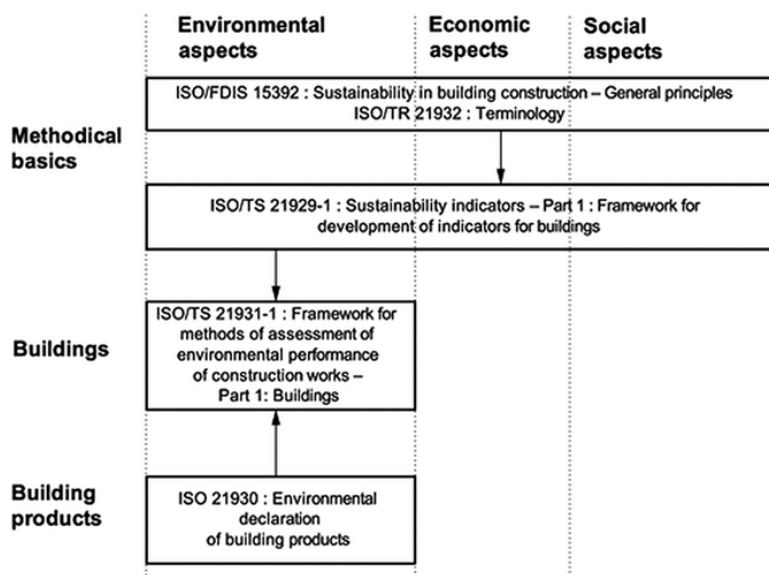 Environmental
aspects
Economic
aspects
Social
aspects
Methodical
basics
ISO/FDIS 15392 : Sustainability in building construction – General principles
ISO/TR 21932 : Terminology
ISO/TS 21929-1 : Sustainability indicators – Part 1 : Framework for
development of indicators for buildings
Buildings
ISO/TS 21931-1 : Framework for
methods of assessment of
environmental performance
of construction works –
Part 1: Buildings
Building
products
ISO 21930 : Environmental
declaration
of building products